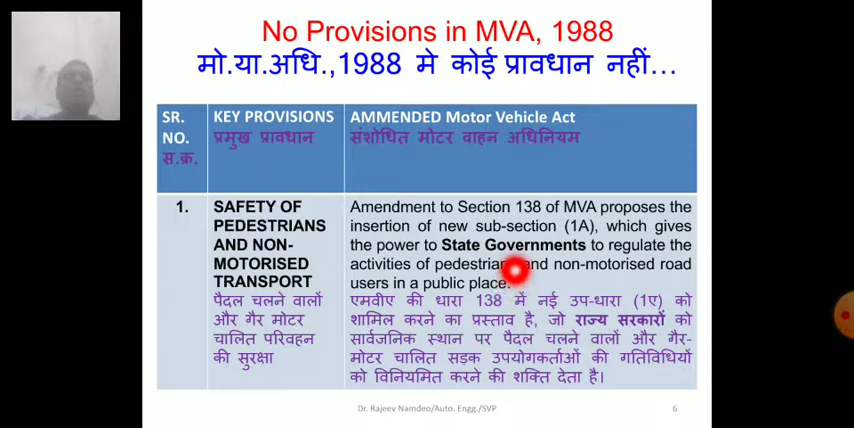 No Provisions in MVA, 1988
मो.या.अधि.,1988 मे कोई प्रावधान नहीं...
SR. NO. स.क्र.
KEY PROVISIONS
प्रमुख प्रावधान
AMMENDED Motor Vehicle Act
संशोधित मोटर वाहन अधिनियम
1.
SAFETY OF
PEDESTRIANS
AND NON-
MOTORISED
TRANSPORT
पैदल चलने वालों
और गैर मोटर
चालित परिवहन
की सुरक्षा
Amendment to Section 138 of MVA proposes the
insertion of new sub-section (1A), which gives
the power to State Governments to regulate the
activities of pedestrians and non-motorised road
users in a public place.
एमवीए की धारा 138 में नई उप-धारा (1ए) को
शामिल करने का प्रस्ताव है, जो राज्य सरकारों को
सार्वजनिक स्थान पर पैदल चलने वालों और गैर-
मोटर चालित सड़क उपयोगकर्ताओं की गतिविधियों
को विनियमित करने की शक्ति देता है।
Dr. Rajeev Namdeo/Auto. Engg./SVP
6